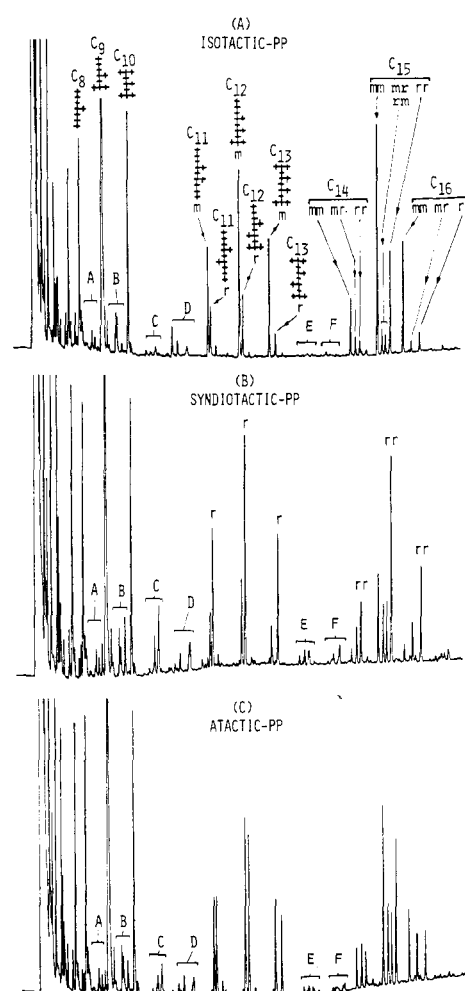 (A)
ISOTACTIC-PP
C8
C9
C10
C11
m
C11
r
C12
m
C12
r
C13
m
C13
r
C14
mm mr rr
C15
mm mr rm rr
C16
mm mr r
A
B
C
D
E
F
(B)
SYNDIOTACTIC-PP
r
r
r
rr
rr
rr
A
B
C
D
E
F
(C)
ATACTIC-PP
A
B
C
D
E
F